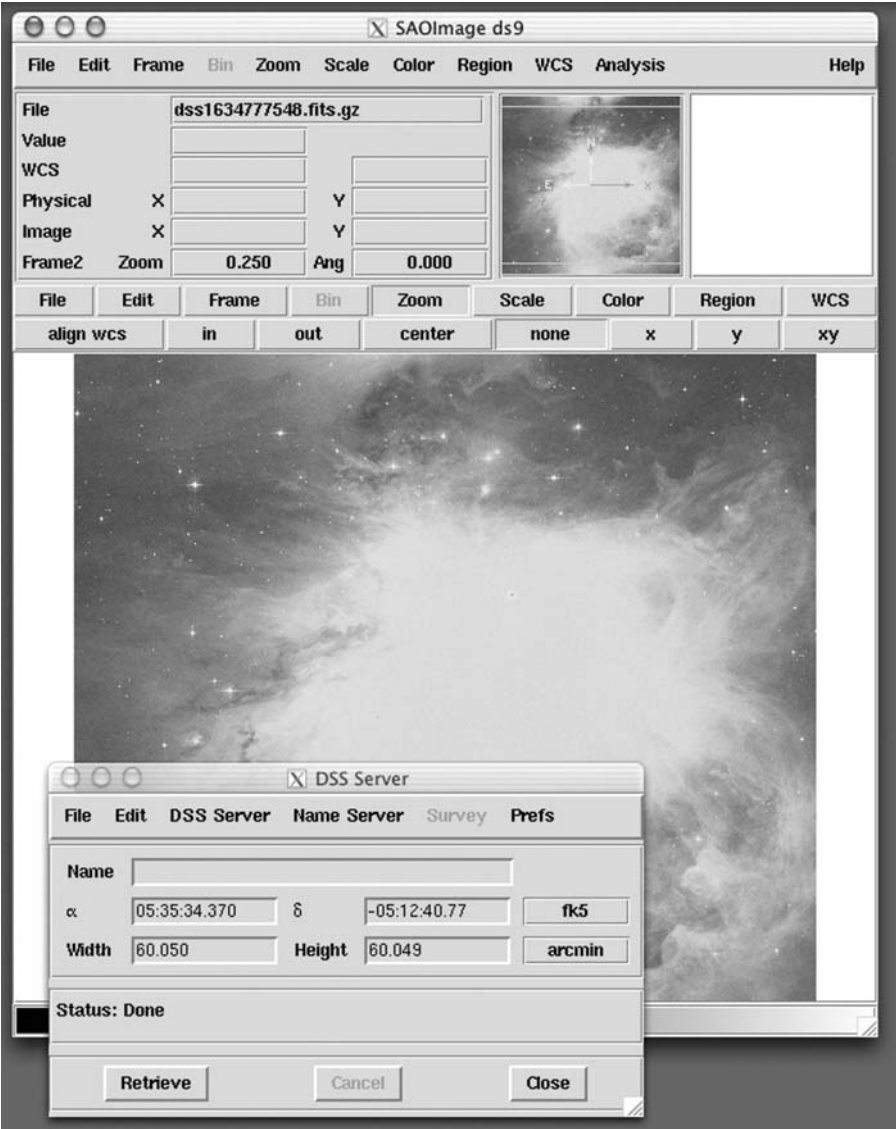 X SAOImage ds9
File Edit Frame Bin Zoom Scale Color Region WCS Analysis Help
File dss1634777548.fits.gz
Value
WCS
Physical X Y
Image X Y
Frame2 Zoom 0.250 Ang 0.000
N
E X
File Edit Frame Bin Zoom Scale Color Region WCS
align wcs in out center none x y xy
X DSS Server
File Edit DSS Server Name Server Survey Prefs
Name
α 05:35:34.370 δ -05:12:40.77 fk5
Width 60.050 Height 60.049 arcmin
Status: Done
Retrieve Cancel Close